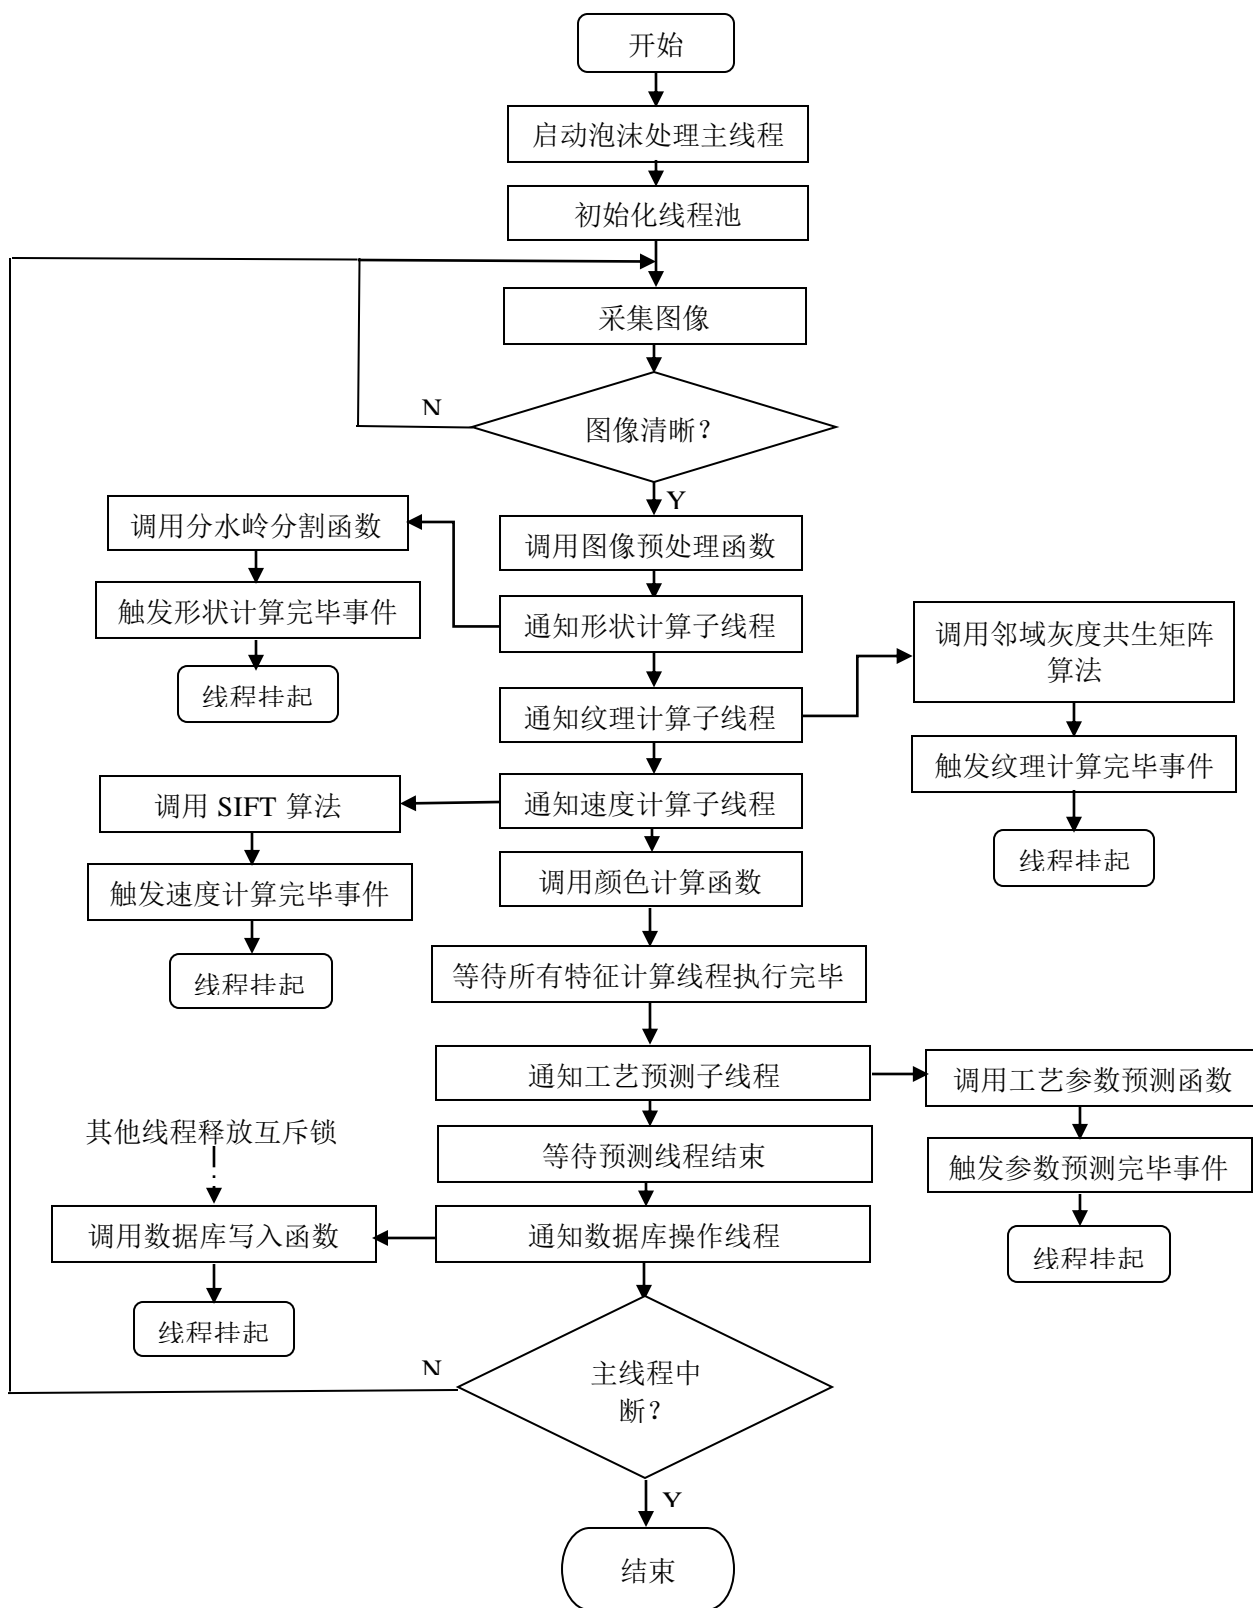 开始
启动泡沫处理主线程
初始化线程池
采集图像
N
图像清晰？
Y
调用分水岭分割函数
调用图像预处理函数
触发形状计算完毕事件
通知形状计算子线程
调用邻域灰度共生矩阵
算法
线程挂起
通知纹理计算子线程
触发纹理计算完毕事件
调用 SIFT 算法
通知速度计算子线程
线程挂起
触发速度计算完毕事件
调用颜色计算函数
等待所有特征计算线程执行完毕
线程挂起
通知工艺预测子线程
调用工艺参数预测函数
其他线程释放互斥锁
等待预测线程结束
触发参数预测完毕事件
调用数据库写入函数
通知数据库操作线程
线程挂起
线程挂起
N
主线程中
断？
Y
结束